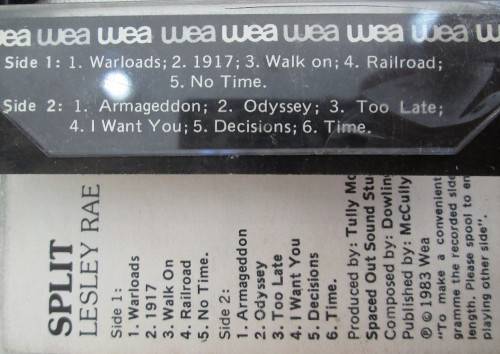 wea wea wea wea wea wea wea wea
Side 1: 1. Warloads; 2. 1917; 3. Walk on; 4. Railroad;
5. No Time.
Side 2: 1. Armageddon; 2. Odyssey; 3. Too Late;
4. I Want You; 5. Decisions; 6. Time.
SPLIT
LESLEY RAE
Side 1:
1. Warloads
2. 1917
3. Walk On
4. Railroad
5. No Time.
Side 2:
1. Armageddon
2. Odyssey
3. Too Late
4. I Want You
5. Decisions
6. Time.
Produced by: Tully
Spaced Out Sound
Composed by:
Published by: McCully
℗ © 1983 Wea
"To make a convenient
gramme the recorded
length. Please spool to
playing other side".